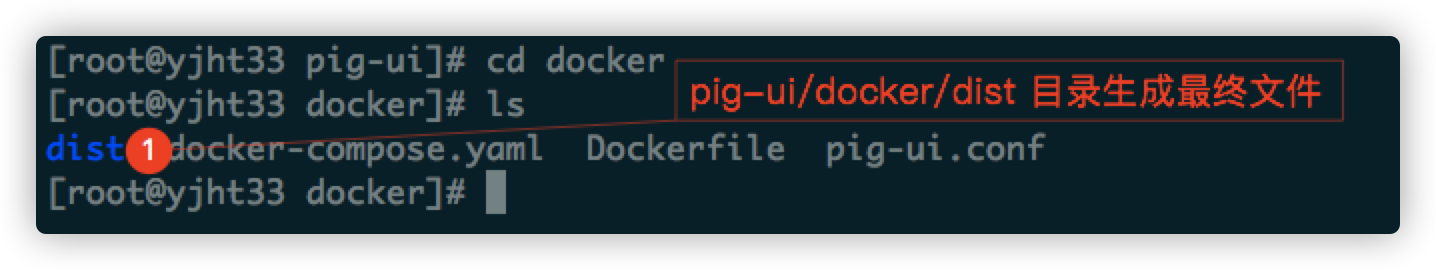 [root@yjht33 pig-ui]# cd docker
pig-ui/docker/dist 目录生成最终文件
[root@yjht33 docker]# ls
dist 1 docker-compose.yaml Dockerfile pig-ui.conf
[root@yjht33 docker]#